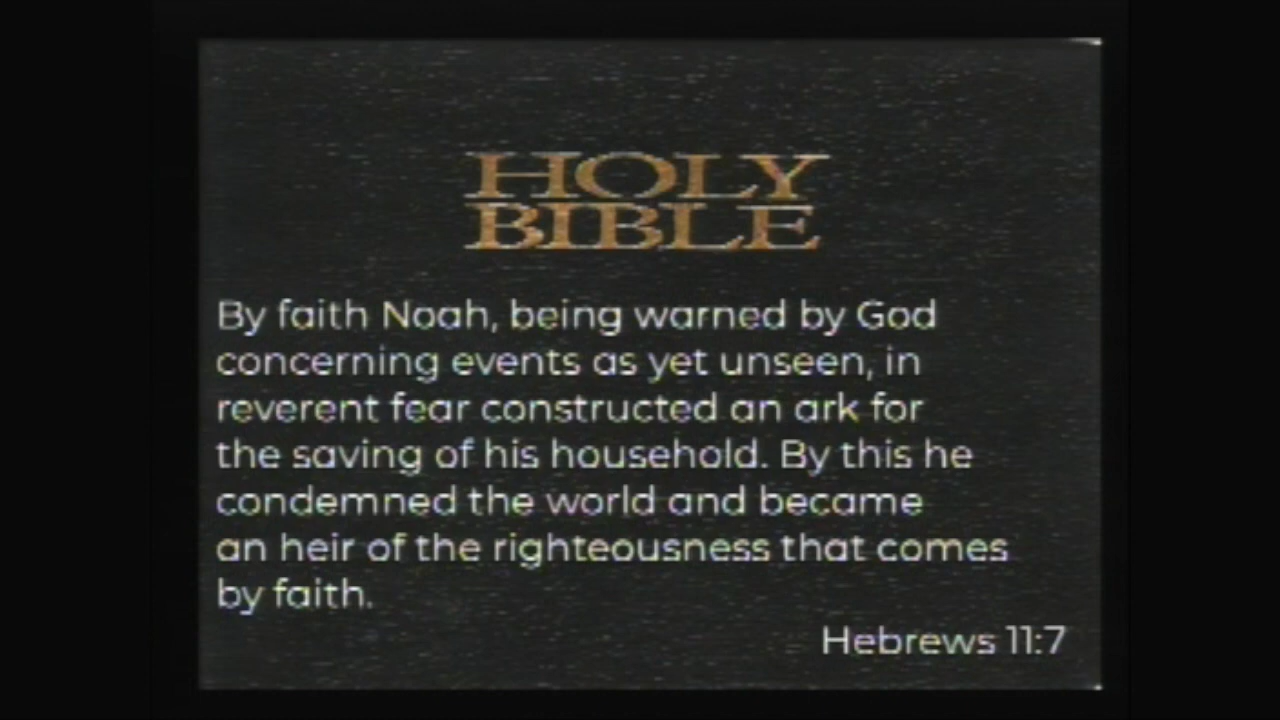 HOLY
BIBLE
By faith Noah, being warned by God
concerning events as yet unseen, in
reverent fear constructed an ark for
the saving of his household. By this he
condemned the world and became
an heir of the righteousness that comes
by faith.
Hebrews 11:7